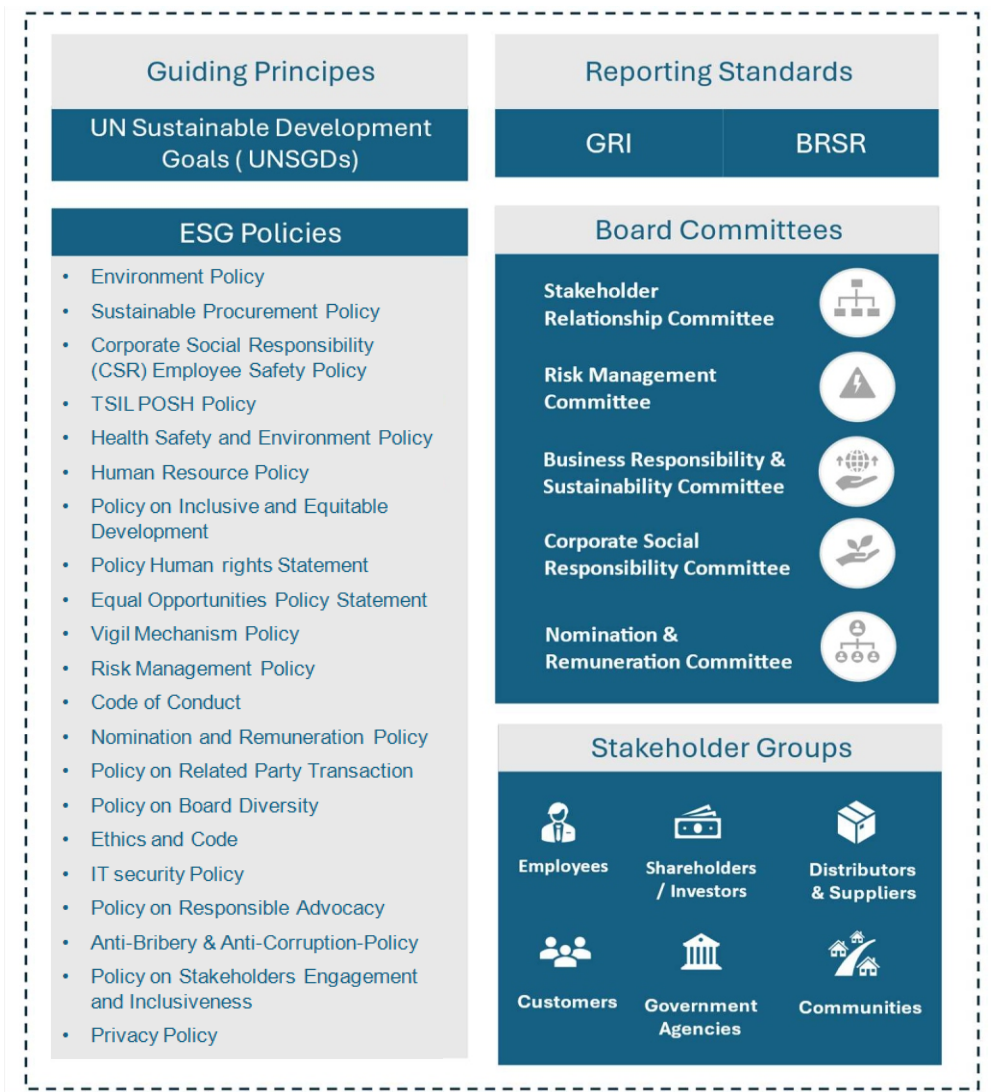 Guiding Principes
UN Sustainable Development
Goals ( UNSGDs)
ESG Policies
• Environment Policy
• Sustainable Procurement Policy
• Corporate Social Responsibility
(CSR) Employee Safety Policy
• TSIL POSH Policy
• Health Safety and Environment Policy
• Human Resource Policy
• Policy on Inclusive and Equitable
Development
• Policy Human rights Statement
• Equal Opportunities Policy Statement
• Vigil Mechanism Policy
• Risk Management Policy
• Code of Conduct
• Nomination and Remuneration Policy
• Policy on Related Party Transaction
• Policy on Board Diversity
• Ethics and Code
• IT security Policy
• Policy on Responsible Advocacy
• Anti-Bribery & Anti-Corruption-Policy
• Policy on Stakeholders Engagement
and Inclusiveness
• Privacy Policy
Reporting Standards
GRI
BRSR
Board Committees
Stakeholder
Relationship Committee
Risk Management
Committee
Business Responsibility &
Sustainability Committee
Corporate Social
Responsibility Committee
Nomination &
Remuneration Committee
Stakeholder Groups
Employees
Shareholders
/ Investors
Distributors
& Suppliers
Customers
Government
Agencies
Communities